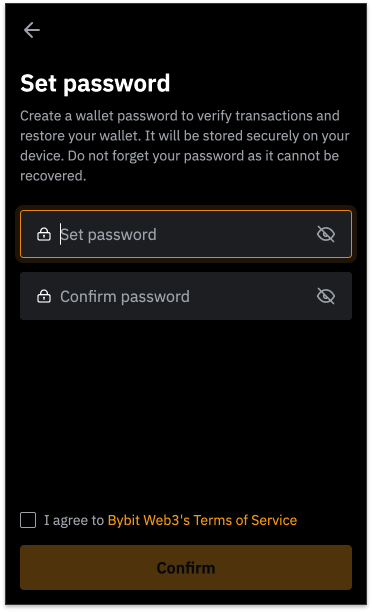 Set password
Create a wallet password to verify transactions and
restore your wallet. It will be stored securely on your
device. Do not forget your password as it cannot be
recovered.
Set password
Confirm password
I agree to Bybit Web3's Terms of Service
Confirm